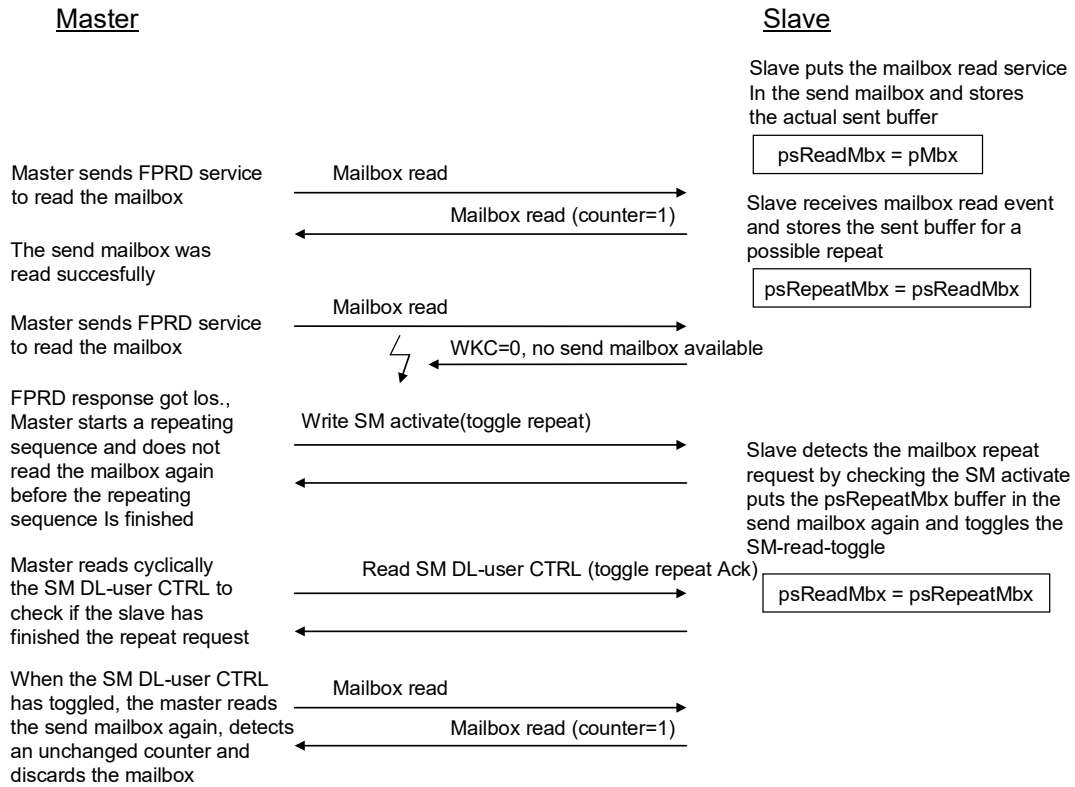 Master
Slave
Slave puts the mailbox read service
In the send mailbox and stores
the actual sent buffer
psReadMbx = pMbx
Master sends FPRD service
to read the mailbox
Mailbox read
Mailbox read (counter=1)
Slave receives mailbox read event
and stores the sent buffer for a
possible repeat
The send mailbox was
read succesfully
psRepeatMbx = psReadMbx
Mailbox read
Master sends FPRD service
to read the mailbox
WKC=0, no send mailbox available
FPRD response got los.,
Master starts a repeating
sequence and does not
read the mailbox again
before the repeating
sequence Is finished
Write SM activate(toggle repeat)
Slave detects the mailbox repeat
request by checking the SM activate
puts the psRepeatMbx buffer in the
send mailbox again and toggles the
SM-read-toggle
Master reads cyclically
the SM DL-user CTRL to
check if the slave has
finished the repeat request
Read SM DL-user CTRL (toggle repeat Ack)
psReadMbx = psRepeatMbx
When the SM DL-user CTRL
has toggled, the master reads
the send mailbox again, detects
an unchanged counter and
discards the mailbox
Mailbox read
Mailbox read (counter=1)